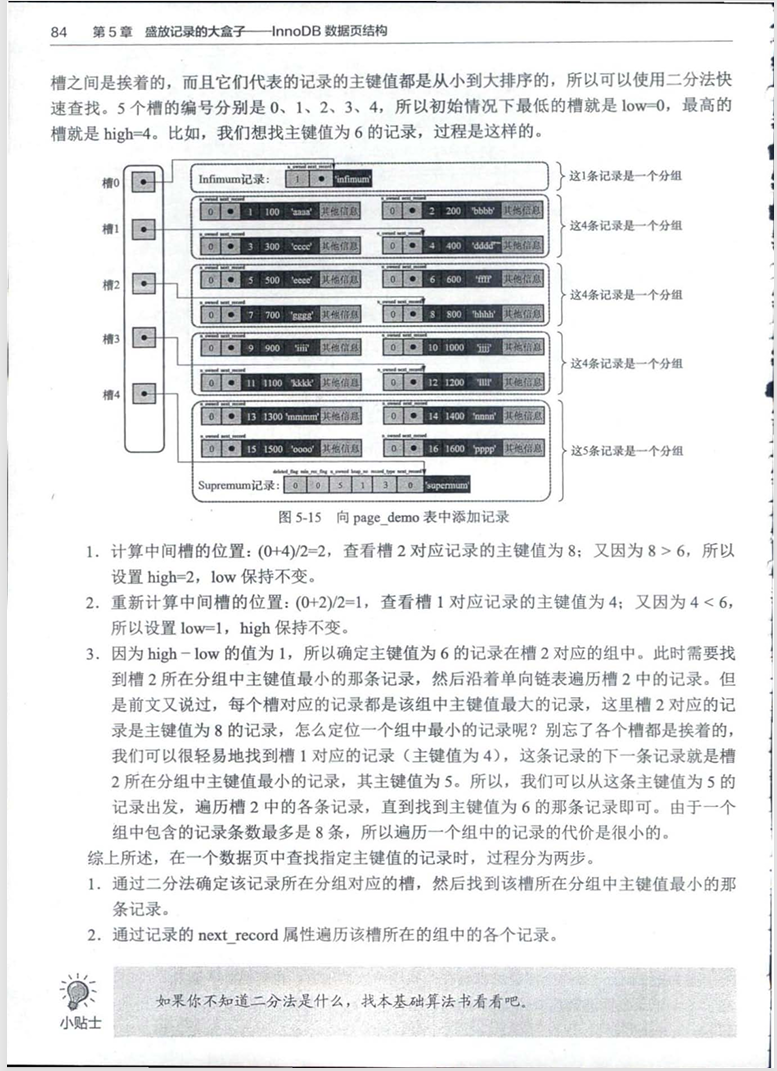 84 第 5 章 盛放记录的大盒子——InnoDB 数据页结构
槽之间是挨着的，而且它们代表的记录的主键值都是从小到大排序的，所以可以使用二分法快
速查找。5 个槽的编号分别是 0、1、2、3、4，所以初始情况下最低的槽就是 low=0，最高的
槽就是 high=4。比如，我们想找主键值为 6 的记录，过程是这样的。
槽0 Infimum记录： 1 'infimum' 这1条记录是一个分组
0 1 100 'aaaa' 其他信息 0 2 200 'bbbb' 其他信息
槽1 这4条记录是一个分组
0 3 300 'cccc' 其他信息 0 4 400 'dddd' 其他信息
槽2 0 5 500 'eeee' 其他信息 0 6 600 'ffff' 其他信息
这4条记录是一个分组
0 7 700 'gggg' 其他信息 0 8 800 'hhhh' 其他信息
槽3 0 9 900 'iiii' 其他信息 0 10 1000 'jjjj' 其他信息
这4条记录是一个分组
0 11 1100 'kkkk' 其他信息 0 12 1200 'llll' 其他信息
槽4
0 13 1300 'mmmm' 其他信息 0 14 1400 'nnnn' 其他信息
0 15 1500 'oooo' 其他信息 0 16 1600 'pppp' 其他信息 这5条记录是一个分组
deleted_flag min_rec_flag n_owned heap_no record_type next_record
Supremum记录： 0 0 5 1 3 0 'supremum'
图 5-15 向 page_demo 表中添加记录
1．计算中间槽的位置：(0+4)/2=2，查看槽 2 对应记录的主键值为 8；又因为 8 > 6，所以
设置 high=2，low 保持不变。
2．重新计算中间槽的位置：(0+2)/2=1，查看槽 1 对应记录的主键值为 4；又因为 4 < 6，
所以设置 low=1，high 保持不变。
3．因为 high − low 的值为 1，所以确定主键值为 6 的记录在槽 2 对应的组中。此时需要找
到槽 2 所在分组中主键值最小的那条记录，然后沿着单向链表遍历槽 2 中的记录。但
是前文又说过，每个槽对应的记录都是该组中主键值最大的记录，这里槽 2 对应的记
录是主键值为 8 的记录，怎么定位一个组中最小的记录呢？别忘了各个槽都是挨着的，
我们可以很轻易地找到槽 1 对应的记录（主键值为 4），这条记录的下一条记录就是槽
2 所在分组中主键值最小的记录，其主键值为 5。所以，我们可以从这条主键值为 5 的
记录出发，遍历槽 2 中的各条记录，直到找到主键值为 6 的那条记录即可。由于一个
组中包含的记录条数最多是 8 条，所以遍历一个组中的记录的代价是很小的。
综上所述，在一个数据页中查找指定主键值的记录时，过程分为两步。
1．通过二分法确定该记录所在分组对应的槽，然后找到该槽所在分组中主键值最小的那
条记录。
2．通过记录的 next_record 属性遍历该槽所在的组中的各个记录。
如果你不知道二分法是什么，找本基础算法书看看吧。
小贴士